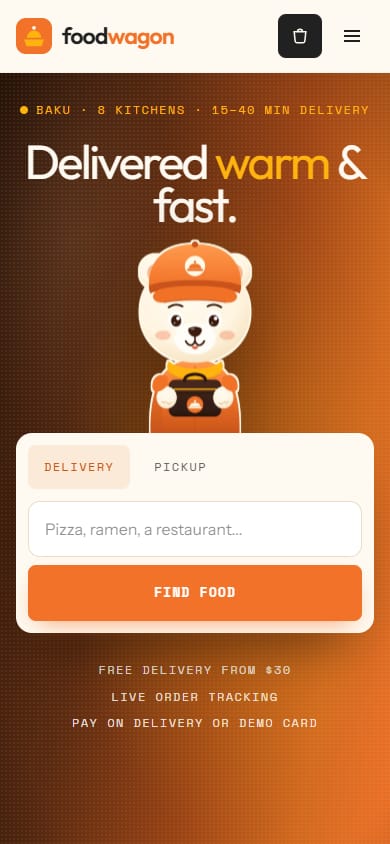 foodwagon
BAKU · 8 KITCHENS · 15–40 MIN DELIVERY
Delivered warm &
fast.
DELIVERY PICKUP
Pizza, ramen, a restaurant...
FIND FOOD
FREE DELIVERY FROM $30
LIVE ORDER TRACKING
PAY ON DELIVERY OR DEMO CARD